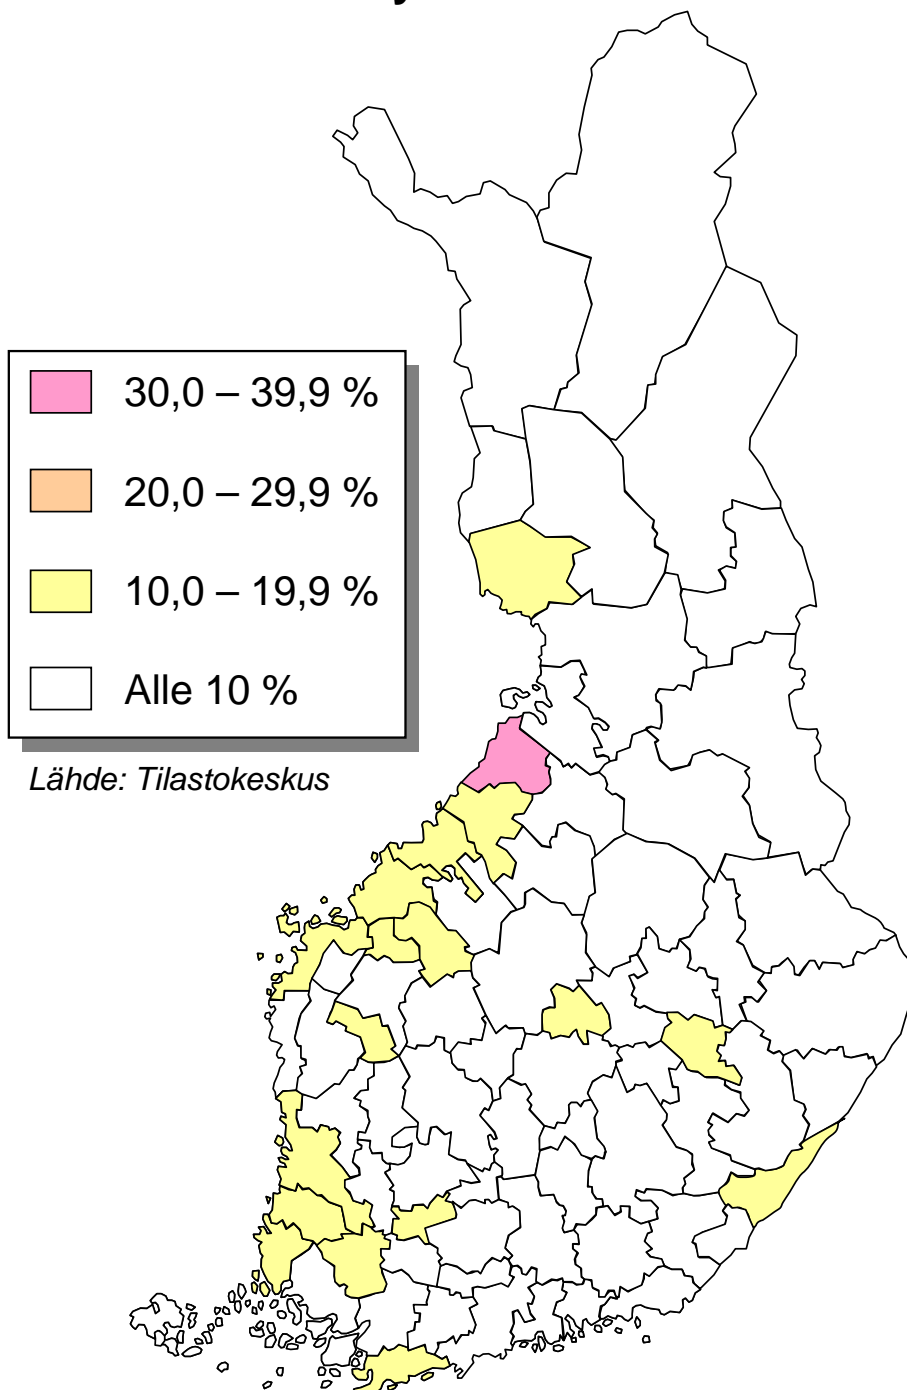 30,0 – 39,9 %
20,0 – 29,9 %
10,0 – 19,9 %
Alle 10 %
Lähde: Tilastokeskus